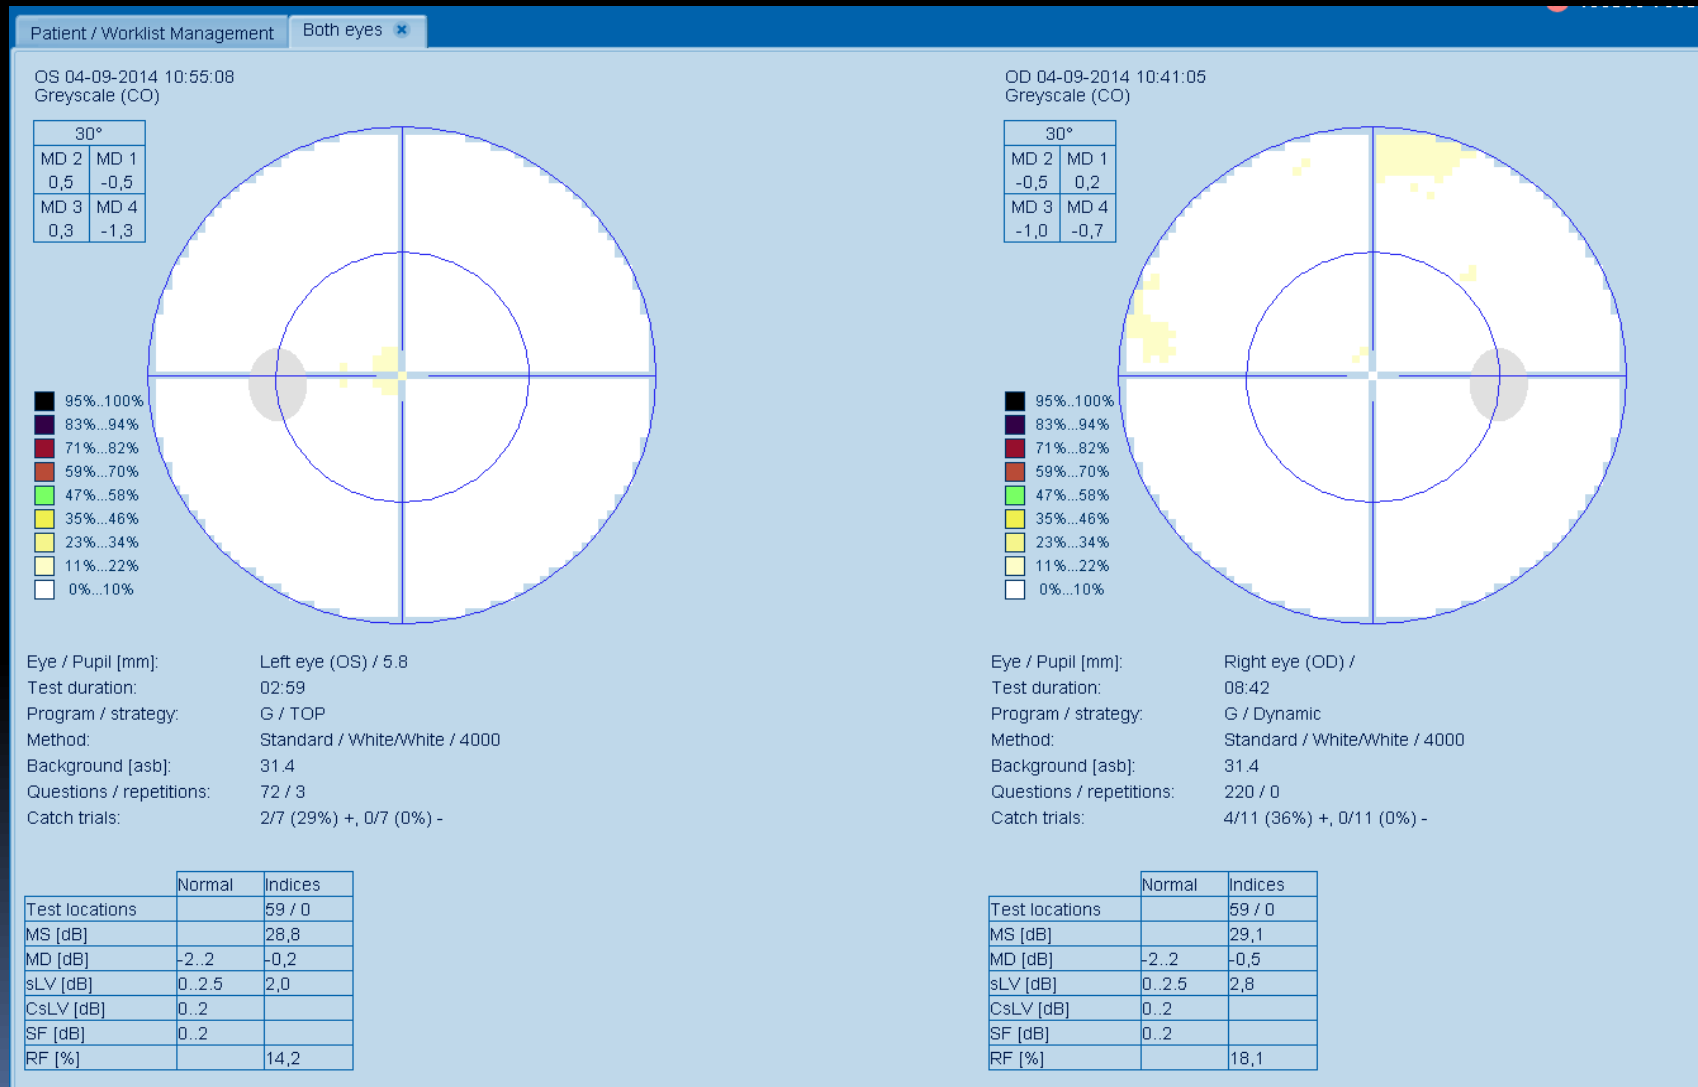 Patient / Worklist Management
Both eyes
OS 04-09-2014 10:55:08
Greyscale (CO)
30°
MD 2 MD 1
0,5 -0,5
MD 3 MD 4
0,3 -1,3
95%..100%
83%..94%
71%...82%
59%...70%
47%...58%
35%...46%
23%...34%
11%...22%
0%...10%
Eye / Pupil [mm]: Left eye (OS) / 5.8
Test duration: 02:59
Program / strategy: G / TOP
Method: Standard / White/White / 4000
Background [asb]: 31.4
Questions / repetitions: 72 / 3
Catch trials: 2/7 (29%) +, 0/7 (0%) -
Normal Indices
Test locations 59 / 0
MS [dB] 28,8
MD [dB] -2..2 -0,2
sLV [dB] 0..2.5 2,0
CsLV [dB] 0..2
SF [dB] 0..2
RF [%] 14,2
OD 04-09-2014 10:41:05
Greyscale (CO)
30°
MD 2 MD 1
-0,5 0,2
MD 3 MD 4
-1,0 -0,7
95%..100%
83%..94%
71%...82%
59%...70%
47%...58%
35%...46%
23%...34%
11%...22%
0%...10%
Eye / Pupil [mm]: Right eye (OD) /
Test duration: 08:42
Program / strategy: G / Dynamic
Method: Standard / White/White / 4000
Background [asb]: 31.4
Questions / repetitions: 220 / 0
Catch trials: 4/11 (36%) +, 0/11 (0%) -
Normal Indices
Test locations 59 / 0
MS [dB] 29,1
MD [dB] -2..2 -0,5
sLV [dB] 0..2.5 2,8
CsLV [dB] 0..2
SF [dB] 0..2
RF [%] 18,1